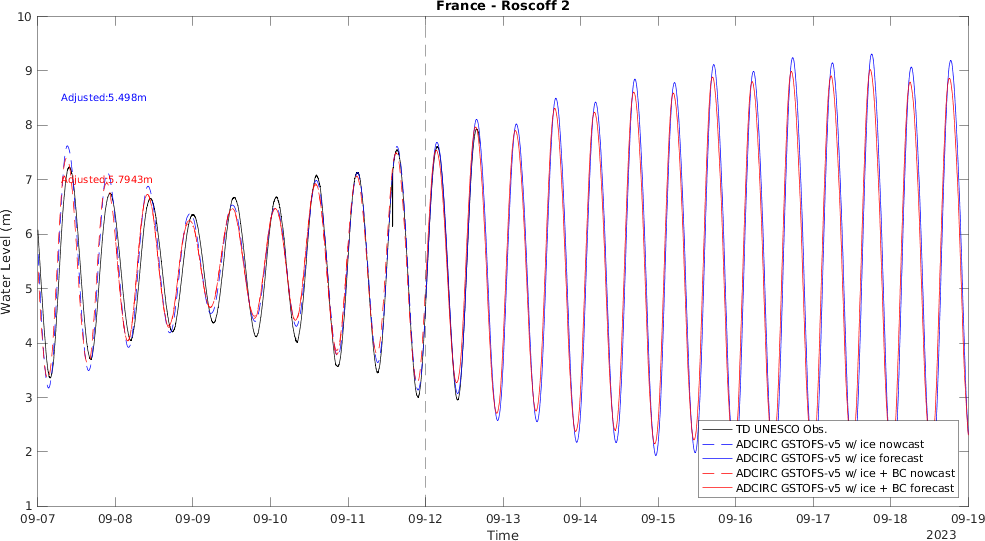 France - Roscoff 2
10
9
8
7
6
5
4
3
2
1
Water Level (m)
Adjusted:5.498m
Adjusted:5.7943m
TD UNESCO Obs.
ADCIRC GSTOFS-v5 w/ ice nowcast
ADCIRC GSTOFS-v5 w/ ice forecast
ADCIRC GSTOFS-v5 w/ ice + BC nowcast
ADCIRC GSTOFS-v5 w/ ice + BC forecast
09-07 09-08 09-09 09-10 09-11 09-12 09-13 09-14 09-15 09-16 09-17 09-18 09-19
Time
2023